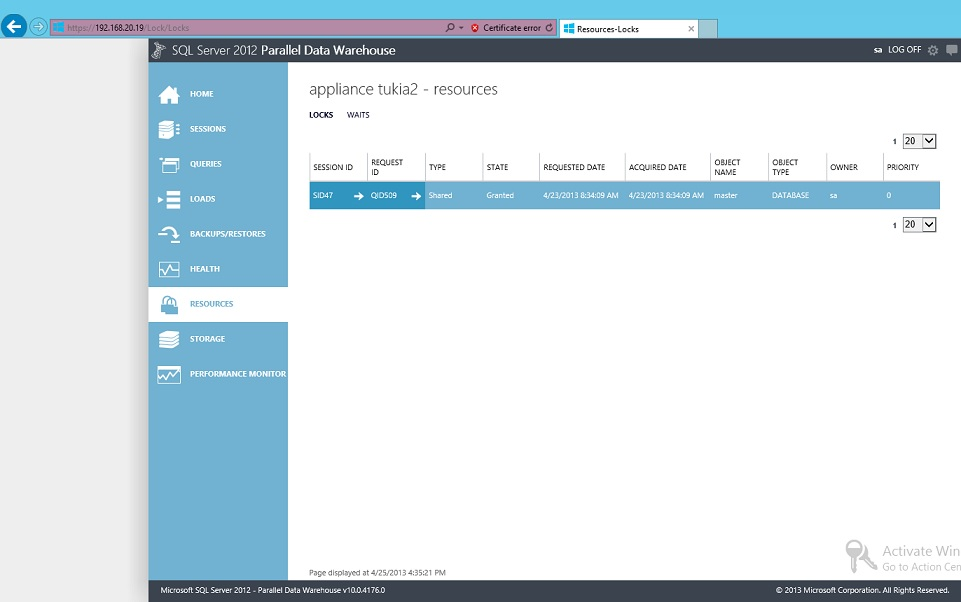 https://192.168.20.19/Lock/Locks
Certificate error
Resources-Locks
SQL Server 2012 Parallel Data Warehouse
sa LOG OFF
HOME
SESSIONS
QUERIES
LOADS
BACKUPS/RESTORES
HEALTH
RESOURCES
STORAGE
PERFORMANCE MONITOR
appliance tukia2 - resources
LOCKS WAITS
1 20
SESSION ID REQUEST ID TYPE STATE REQUESTED DATE ACQUIRED DATE OBJECT NAME OBJECT TYPE OWNER PRIORITY
SID47 QID509 Shared Granted 4/23/2013 8:34:09 AM 4/23/2013 8:34:09 AM master DATABASE sa 0
1 20
Activate Win
Go to Action Cen
Page displayed at 4/25/2013 4:35:21 PM
Microsoft SQL Server 2012 - Parallel Data Warehouse v10.0.4176.0 © 2013 Microsoft Corporation. All Rights Reserved.